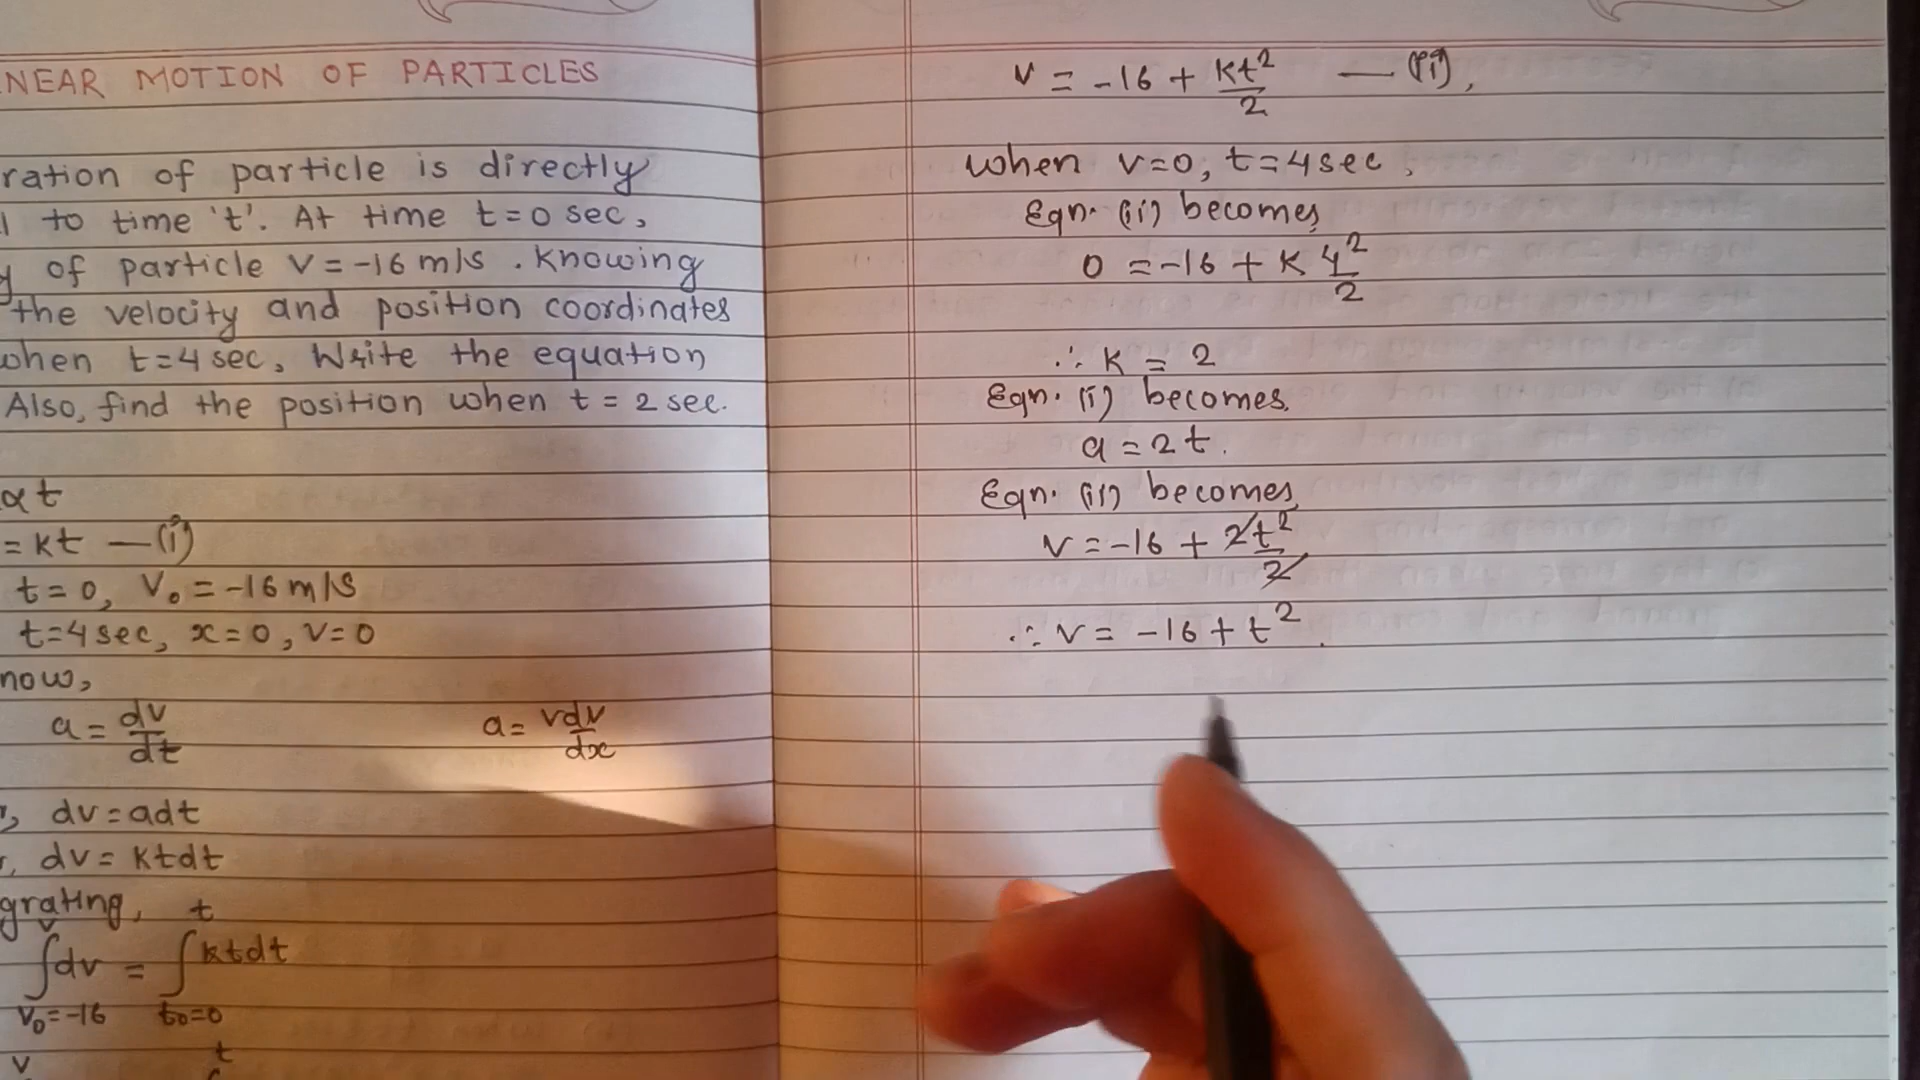 NEAR MOTION OF PARTICLES
ration of particle is directly
l to time 't'. At time t=0 sec,
y of particle v=-16 m/s. Knowing
the velocity and position coordinates
when t=4 sec, Write the equation
Also, find the position when t = 2 sec.
α t
= kt — (i)
t=0, V₀ = -16 m/s
t=4 sec, x=0, v=0
now,
a = dv/dt a = vdv/dx
, dv = adt
, dv = ktdt
grating,
∫dv = ∫ktdt
v t
v₀=-16 t₀=0
v t
v = -16 + kt²/2 — (ii),
When v=0, t=4 sec,
Eqn. (ii) becomes,
0 = -16 + k 4²/2
∴ k = 2
Eqn. (i) becomes,
a = 2t.
Eqn. (ii) becomes,
v = -16 + 2t²/2
∴ v = -16 + t².